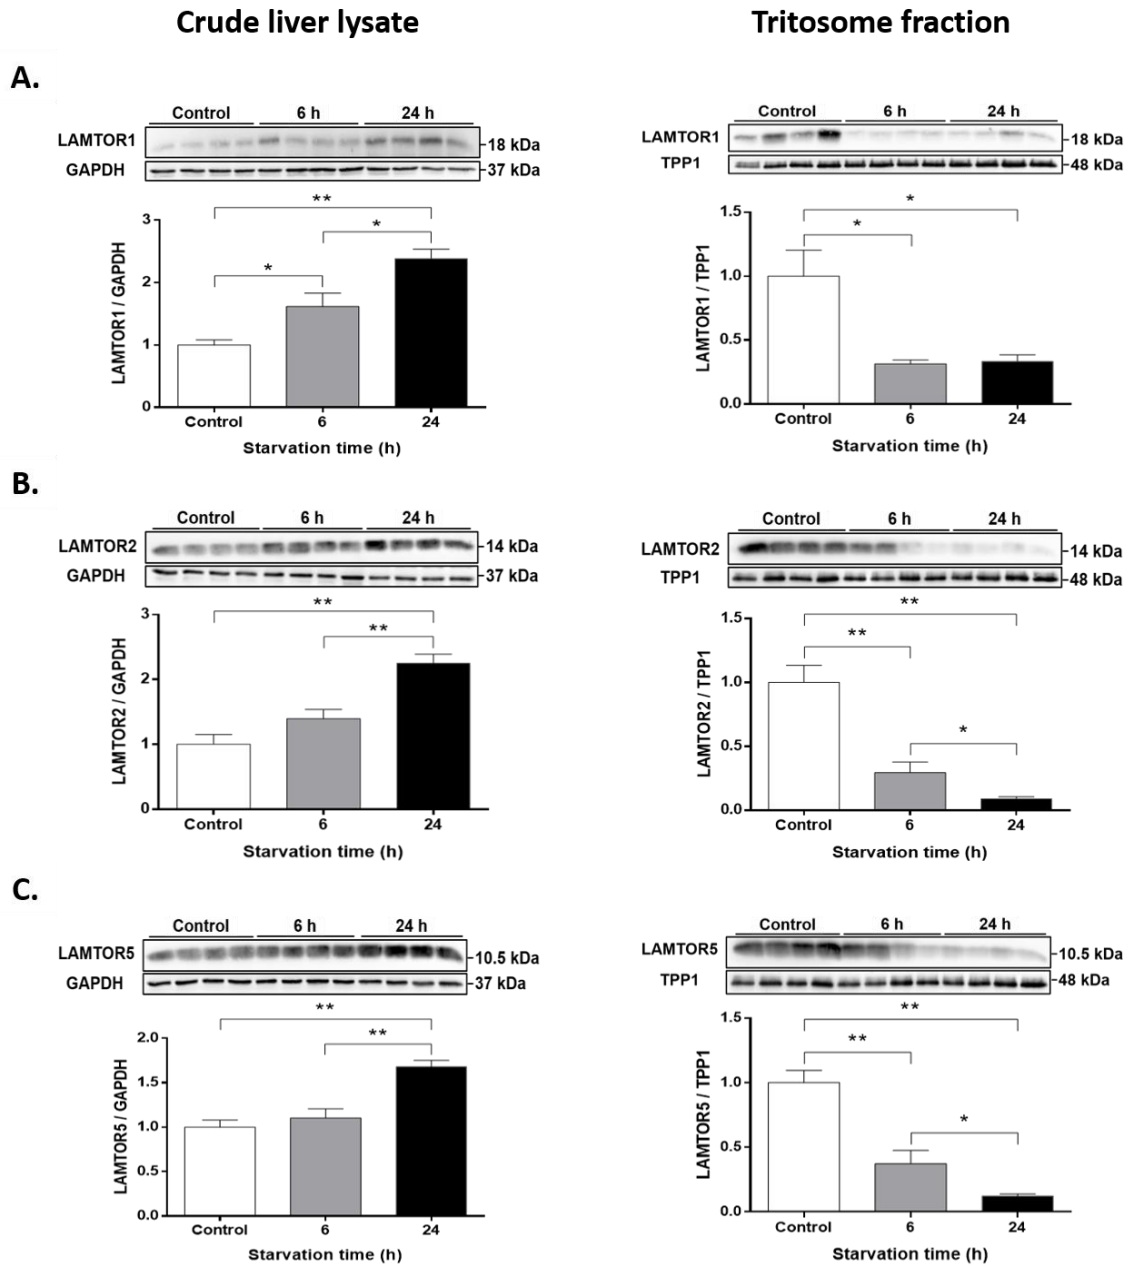 Crude liver lysate Tritosome fraction
A.
Control 6 h 24 h
LAMTOR1 18 kDa
GAPDH 37 kDa
** 
* 
* 
3
2
1
0
LAMTOR1 / GAPDH
Control 6 24
Starvation time (h)
Control 6 h 24 h
LAMTOR1 18 kDa
TPP1 48 kDa
*
*
1.5
1.0
0.5
0.0
LAMTOR1 / TPP1
Control 6 24
Starvation time (h)
B.
Control 6 h 24 h
LAMTOR2 14 kDa
GAPDH 37 kDa
**
**
3
2
1
0
LAMTOR2 / GAPDH
Control 6 24
Starvation time (h)
Control 6 h 24 h
LAMTOR2 14 kDa
TPP1 48 kDa
**
**
*
1.5
1.0
0.5
0.0
LAMTOR2 / TPP1
Control 6 24
Starvation time (h)
C.
Control 6 h 24 h
LAMTOR5 10.5 kDa
GAPDH 37 kDa
**
**
2.0
1.5
1.0
0.5
0.0
LAMTOR5 / GAPDH
Control 6 24
Starvation time (h)
Control 6 h 24 h
LAMTOR5 10.5 kDa
TPP1 48 kDa
**
**
*
1.5
1.0
0.5
0.0
LAMTOR5 / TPP1
Control 6 24
Starvation time (h)